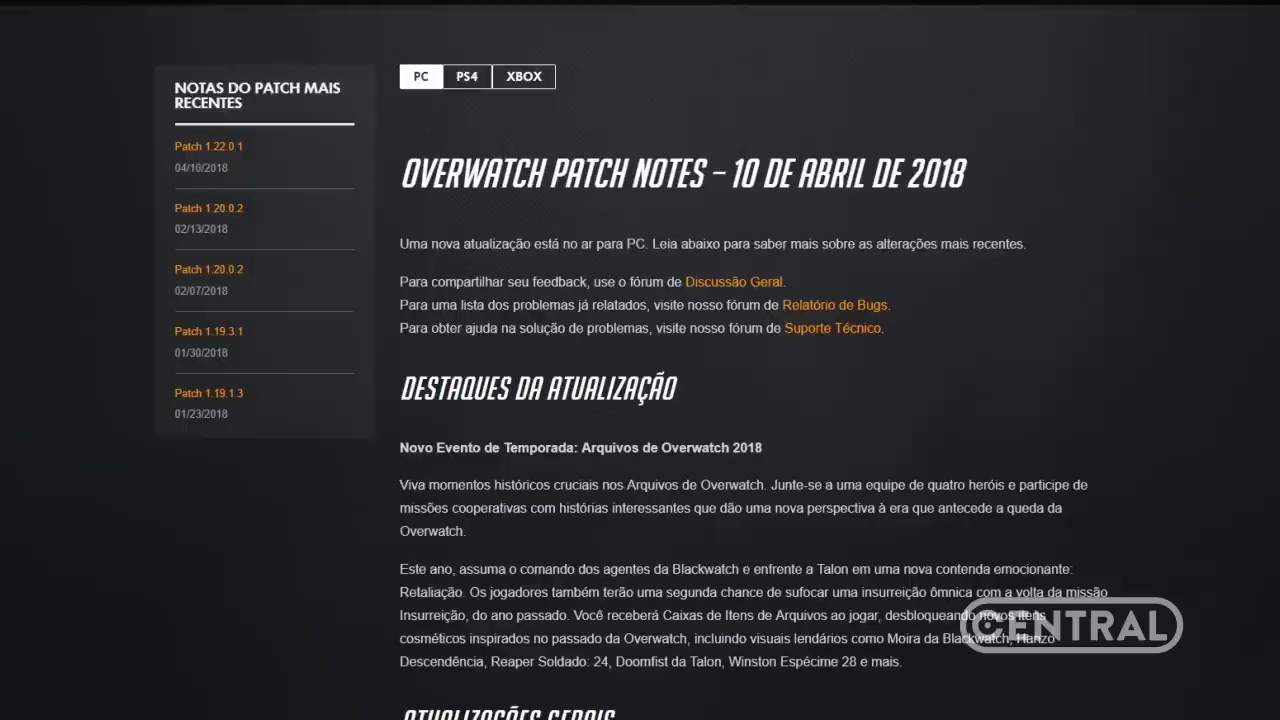 NOTAS DO PATCH MAIS
RECENTES
Patch 1.22.0.1
04/10/2018
Patch 1.20.0.2
02/13/2018
Patch 1.20.0.2
02/07/2018
Patch 1.19.3.1
01/30/2018
Patch 1.19.1.3
01/23/2018
PC PS4 XBOX
OVERWATCH PATCH NOTES – 10 DE ABRIL DE 2018
Uma nova atualização está no ar para PC. Leia abaixo para saber mais sobre as alterações mais recentes.
Para compartilhar seu feedback, use o fórum de Discussão Geral.
Para uma lista dos problemas já relatados, visite nosso fórum de Relatório de Bugs.
Para obter ajuda na solução de problemas, visite nosso fórum de Suporte Técnico.
DESTAQUES DA ATUALIZAÇÃO
Novo Evento de Temporada: Arquivos de Overwatch 2018
Viva momentos históricos cruciais nos Arquivos de Overwatch. Junte-se a uma equipe de quatro heróis e participe de
missões cooperativas com histórias interessantes que dão uma nova perspectiva à era que antecede a queda da
Overwatch.
Este ano, assuma o comando dos agentes da Blackwatch e enfrente a Talon em uma nova contenda emocionante:
Retaliação. Os jogadores também terão uma segunda chance de sufocar uma insurreição ômnica com a volta da missão
Insurreição, do ano passado. Você receberá Caixas de Itens de Arquivos ao jogar, desbloqueando novos itens
cosméticos inspirados no passado da Overwatch, incluindo visuais lendários como Moira da Blackwatch, Hanzo
Descendência, Reaper Soldado: 24, Doomfist da Talon, Winston Espécime 28 e mais.
CENTRAL
ATUALIZAÇÕES GERAIS